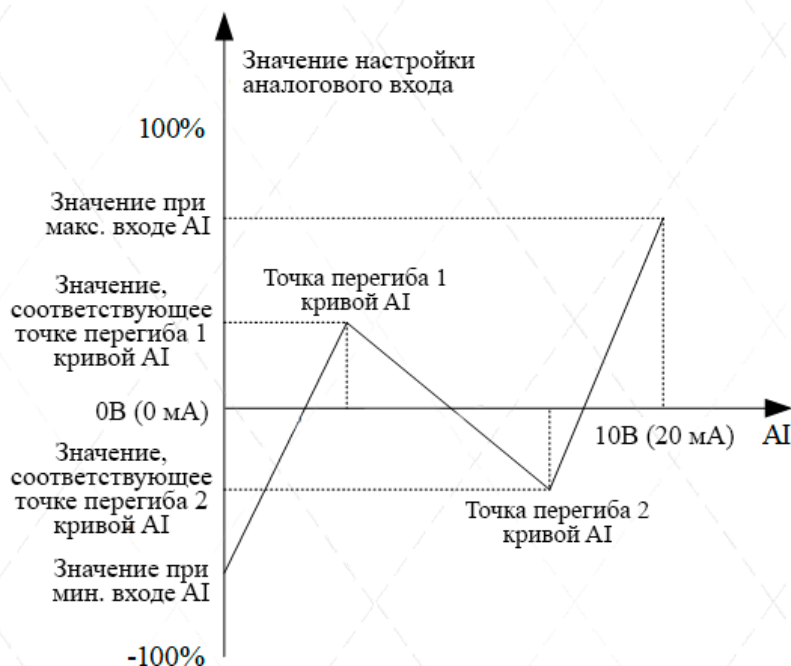 Значение настройки
аналогового входа
100%
Значение при
макс. входе AI
Значение,
соответствующее
точке перегиба 1
кривой AI
Точка перегиба 1
кривой AI
0В (0 мА)
10В (20 мА)
AI
Значение,
соответствующее
точке перегиба 2
кривой AI
Точка перегиба 2
кривой AI
Значение при
мин. входе AI
-100%